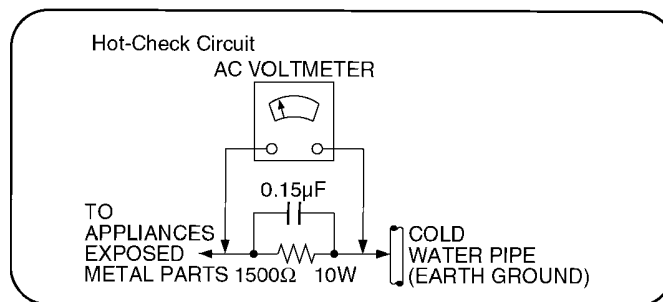 Hot-Check Circuit
AC VOLTMETER
0.15µF
TO
APPLIANCES
EXPOSED
METAL PARTS
1500Ω 10W
COLD
WATER PIPE
(EARTH GROUND)